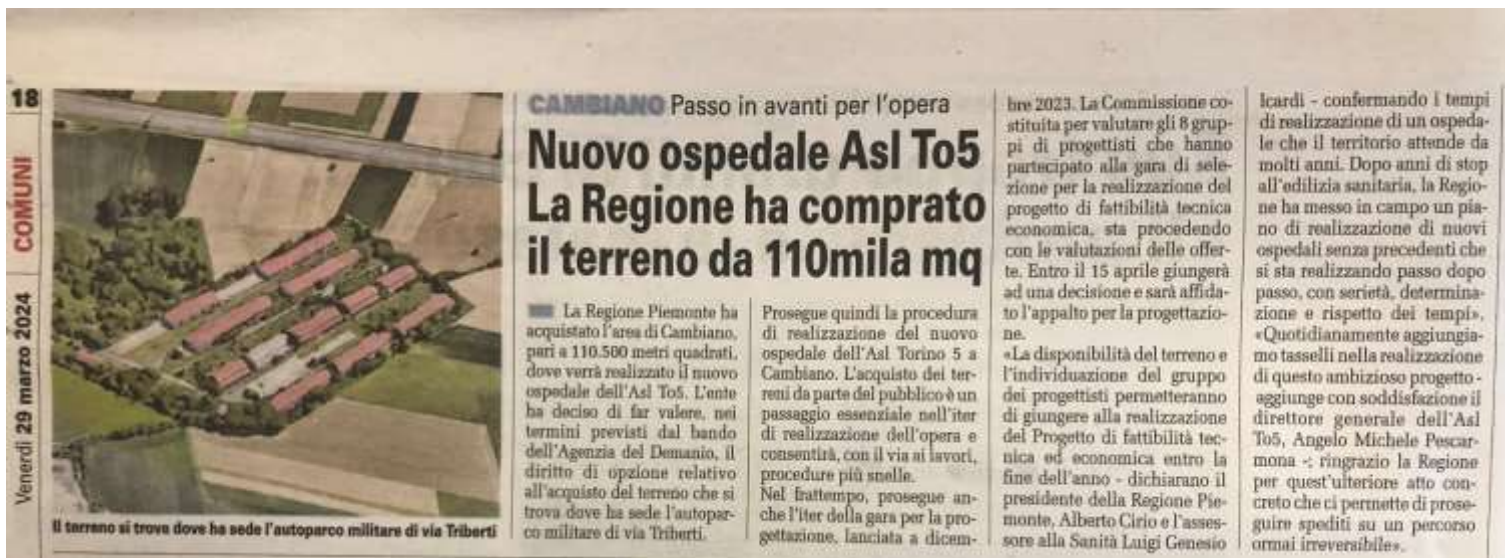 18
COMUNI
Venerdì 29 marzo 2024
Il terreno si trova dove ha sede l'autoparco militare di via Triberti
CAMBIANO Passo in avanti per l'opera
Nuovo ospedale Asl To5
La Regione ha comprato
il terreno da 110mila mq
La Regione Piemonte ha
acquistato l'area di Cambiano,
pari a 110.500 metri quadrati,
dove verrà realizzato il nuovo
ospedale dell'Asl To5. L'ente
ha deciso di far valere, nei
termini previsti dal bando
dell'Agenzia del Demanio, il
diritto di opzione relativo
all'acquisto del terreno che si
trova dove ha sede l'autopar-
co militare di via Triberti.
Prosegue quindi la procedura
di realizzazione del nuovo
ospedale dell'Asl Torino 5 a
Cambiano. L'acquisto dei ter-
reni da parte del pubblico è un
passaggio essenziale nell'iter
di realizzazione dell'opera e
consentirà, con il via ai lavori,
procedure più snelle.
Nel frattempo, prosegue an-
che l'iter della gara per la pro-
gettazione, lanciata a dicem-
bre 2023. La Commissione co-
stituita per valutare gli 8 grup-
pi di progettisti che hanno
partecipato alla gara di sele-
zione per la realizzazione del
progetto di fattibilità tecnica
economica, sta procedendo
con le valutazioni delle offer-
te. Entro il 15 aprile giungerà
ad una decisione e sarà affida-
to l'appalto per la progettazio-
ne.
«La disponibilità del terreno e
l'individuazione del gruppo
dei progettisti permetteranno
di giungere alla realizzazione
del Progetto di fattibilità tec-
nica ed economica entro la
fine dell'anno - dichiarano il
presidente della Regione Pie-
monte, Alberto Cirio e l'asses-
sore alla Sanità Luigi Genesio
Icardi - confermando i tempi
di realizzazione di un ospeda-
le che il territorio attende da
molti anni. Dopo anni di stop
all'edilizia sanitaria, la Regio-
ne ha messo in campo un pia-
no di realizzazione di nuovi
ospedali senza precedenti che
si sta realizzando passo dopo
passo, con serietà, determina-
zione e rispetto dei tempi».
«Quotidianamente aggiungia-
mo tasselli nella realizzazione
di questo ambizioso progetto -
aggiunge con soddisfazione il
direttore generale dell'Asl
To5, Angelo Michele Pescar-
mona -: ringrazio la Regione
per quest'ulteriore atto con-
creto che ci permette di prose-
guire spediti su un percorso
ormai irreversibile».